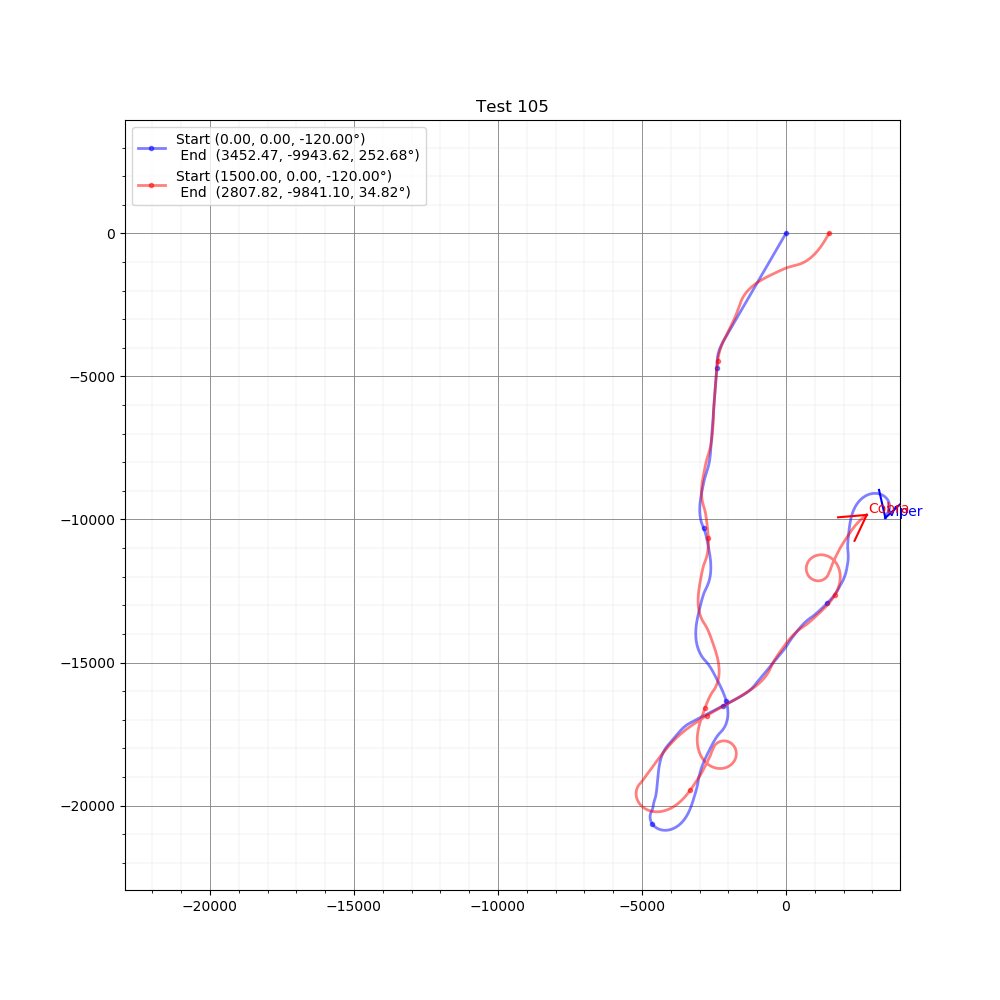 Test 105
Start (0.00, 0.00, -120.00°)
End (3452.47, -9943.62, 252.68°)
Start (1500.00, 0.00, -120.00°)
End (2807.82, -9841.10, 34.82°)
0
−5000
−10000
−15000
−20000
Cobra
Viper
−20000
−15000
−10000
−5000
0